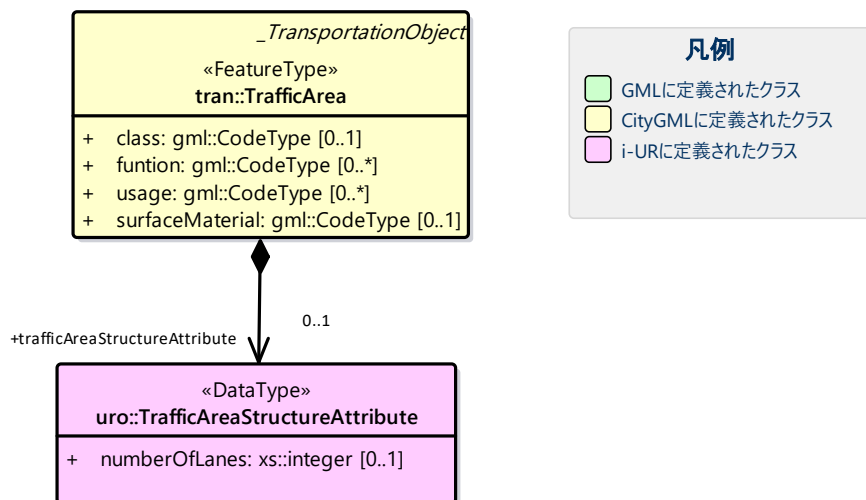 _TransportationObject
«FeatureType»
tran::TrafficArea
+ class: gml::CodeType [0..1]
+ funtion: gml::CodeType [0..*]
+ usage: gml::CodeType [0..*]
+ surfaceMaterial: gml::CodeType [0..1]
凡例
GMLに定義されたクラス
CityGMLに定義されたクラス
i-URに定義されたクラス
0..1
+trafficAreaStructureAttribute
«DataType»
uro::TrafficAreaStructureAttribute
+ numberOfLanes: xs::integer [0..1]